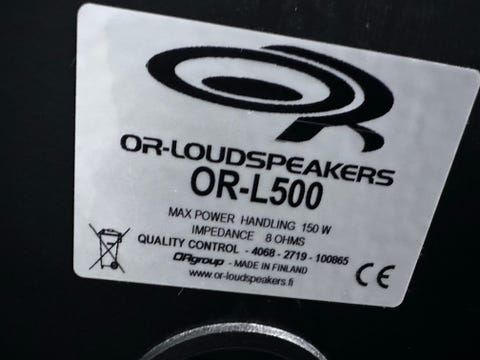 OR-LOUDSPEAKERS
OR-L500
MAX POWER HANDLING 150 W
IMPEDANCE 8 OHMS
QUALITY CONTROL - 4068 - 2719 - 100865
ORgroup - MADE IN FINLAND
www.or-loudspeakers.fi
CE